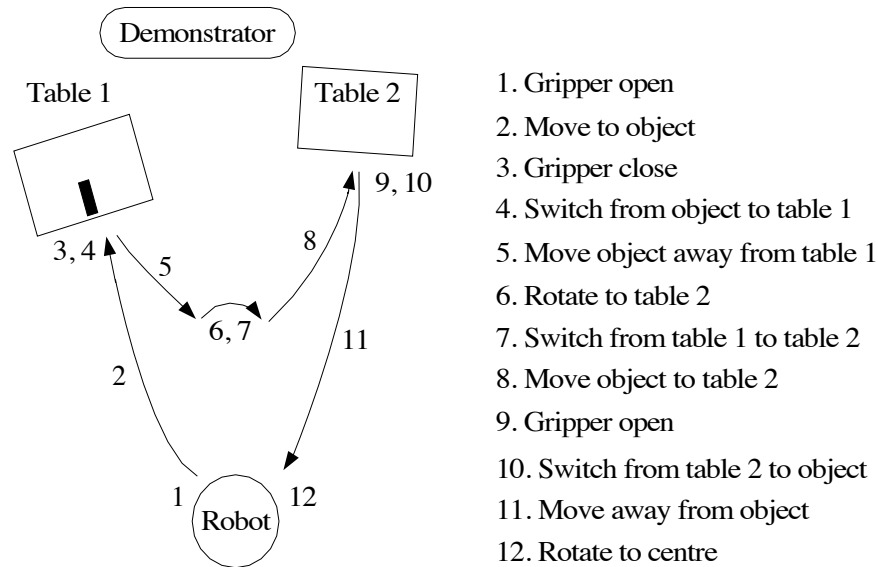 Demonstrator
Table 1
Table 2
3, 4
9, 10
5
8
6, 7
2
11
1
12
Robot
1. Gripper open
2. Move to object
3. Gripper close
4. Switch from object to table 1
5. Move object away from table 1
6. Rotate to table 2
7. Switch from table 1 to table 2
8. Move object to table 2
9. Gripper open
10. Switch from table 2 to object
11. Move away from object
12. Rotate to centre